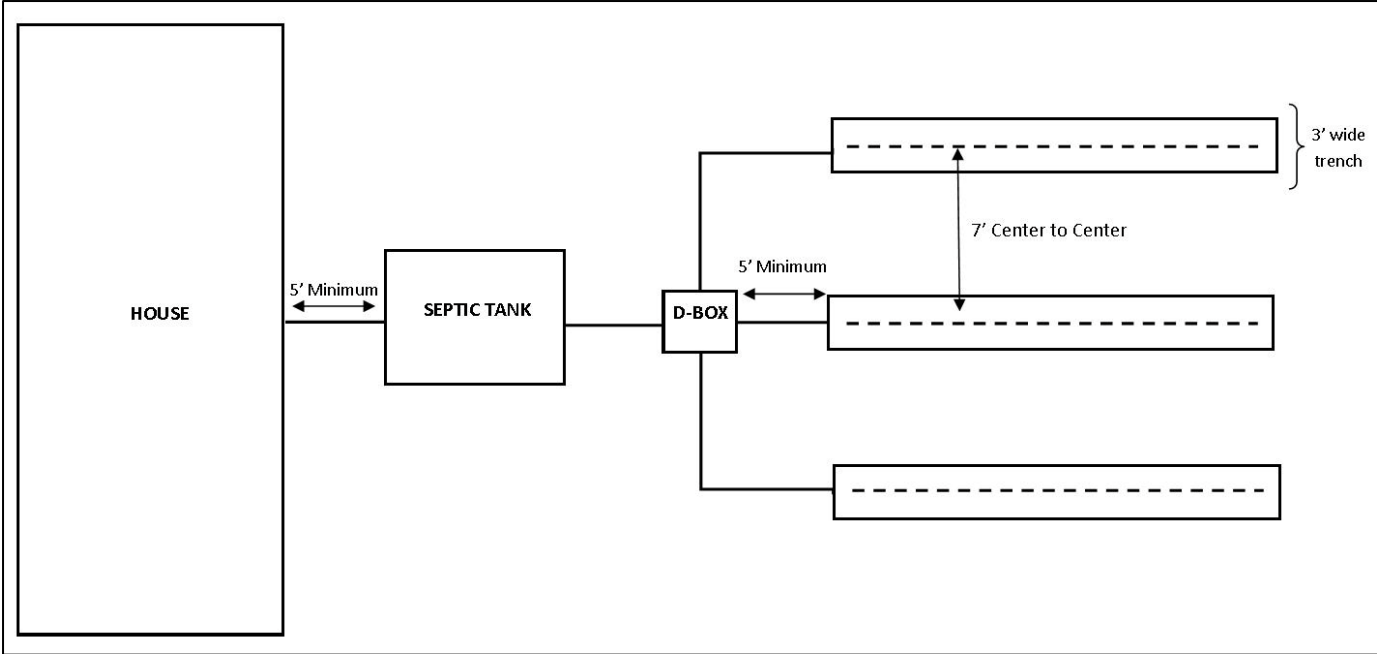 HOUSE
5’ Minimum
SEPTIC TANK
D-BOX
5’ Minimum
7’ Center to Center
3’ wide
trench